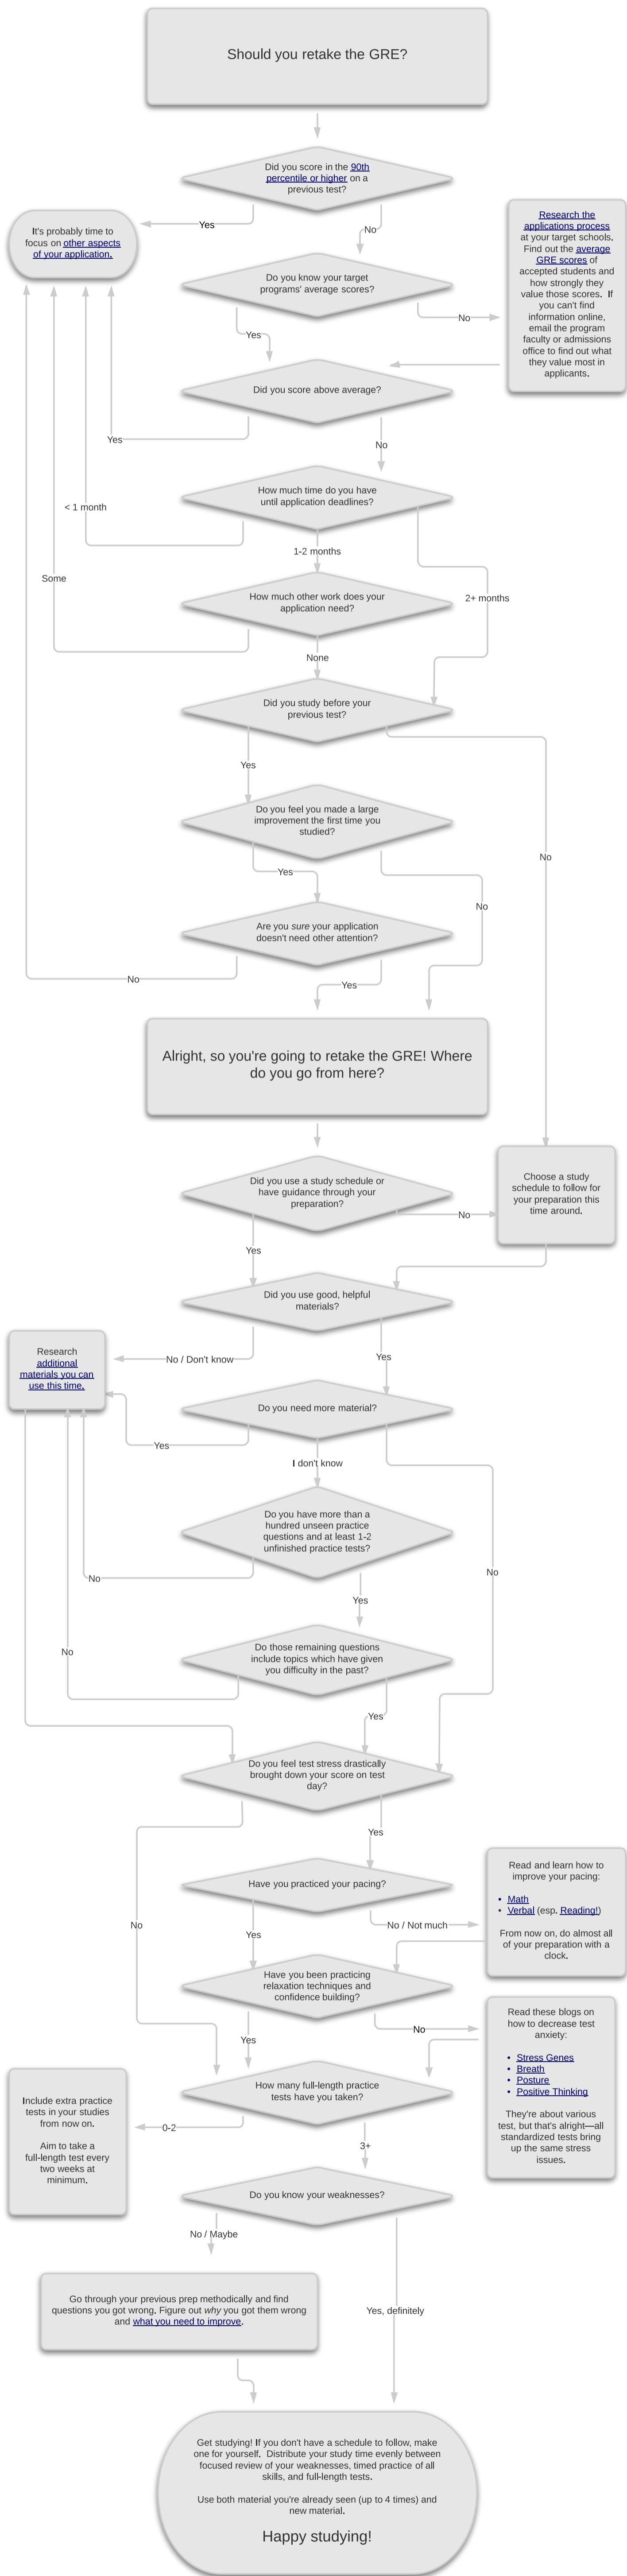 Should you retake the GRE?
Did you score in the 90th
percentile or higher on a
previous test?
Yes
No
It's probably time to
focus on other aspects
of your application.
Research the
applications process
at your target schools.
Find out the average
GRE scores of
accepted students and
how strongly they
value those scores.  If
you can't find
information online,
email the program
faculty or admissions
office to find out what
they value most in
applicants.
Do you know your target
programs' average scores?
No
Yes
Did you score above average?
Yes
No
How much time do you have
until application deadlines?
< 1 month
1-2 months
2+ months
How much other work does your
application need?
Some
None
Did you study before your
previous test?
Yes
No
Do you feel you made a large
improvement the first time you
studied?
Yes
No
Are you sure your application
doesn't need other attention?
No
Yes
Alright, so you're going to retake the GRE! Where
do you go from here?
Did you use a study schedule or
have guidance through your
preparation?
No
Choose a study
schedule to follow for
your preparation this
time around.
Yes
Did you use good, helpful
materials?
No / Don't know
Yes
Research
additional
materials you can
use this time.
Do you need more material?
Yes
I don't know
No
Do you have more than a
hundred unseen practice
questions and at least 1-2
unfinished practice tests?
No
Yes
Do those remaining questions
include topics which have given
you difficulty in the past?
No
Yes
Do you feel test stress drastically
brought down your score on test
day?
No
Yes
Have you practiced your pacing?
No / Not much
Yes
Read and learn how to
improve your pacing:
• Math
• Verbal (esp. Reading!)
From now on, do almost all
of your preparation with a
clock.
Have you been practicing
relaxation techniques and
confidence building?
No
Yes
Read these blogs on
how to decrease test
anxiety:
• Stress Genes
• Breath
• Posture
• Positive Thinking
They're about various
test, but that's alright—all
standardized tests bring
up the same stress
issues.
How many full-length practice
tests have you taken?
0-2
3+
Include extra practice
tests in your studies
from now on.
Aim to take a
full-length test every
two weeks at
minimum.
Do you know your weaknesses?
No / Maybe
Yes, definitely
Go through your previous prep methodically and find
questions you got wrong. Figure out why you got them wrong
and what you need to improve.
Get studying! If you don't have a schedule to follow, make
one for yourself.  Distribute your study time evenly between
focused review of your weaknesses, timed practice of all
skills, and full-length tests.
Use both material you're already seen (up to 4 times) and
new material.
Happy studying!